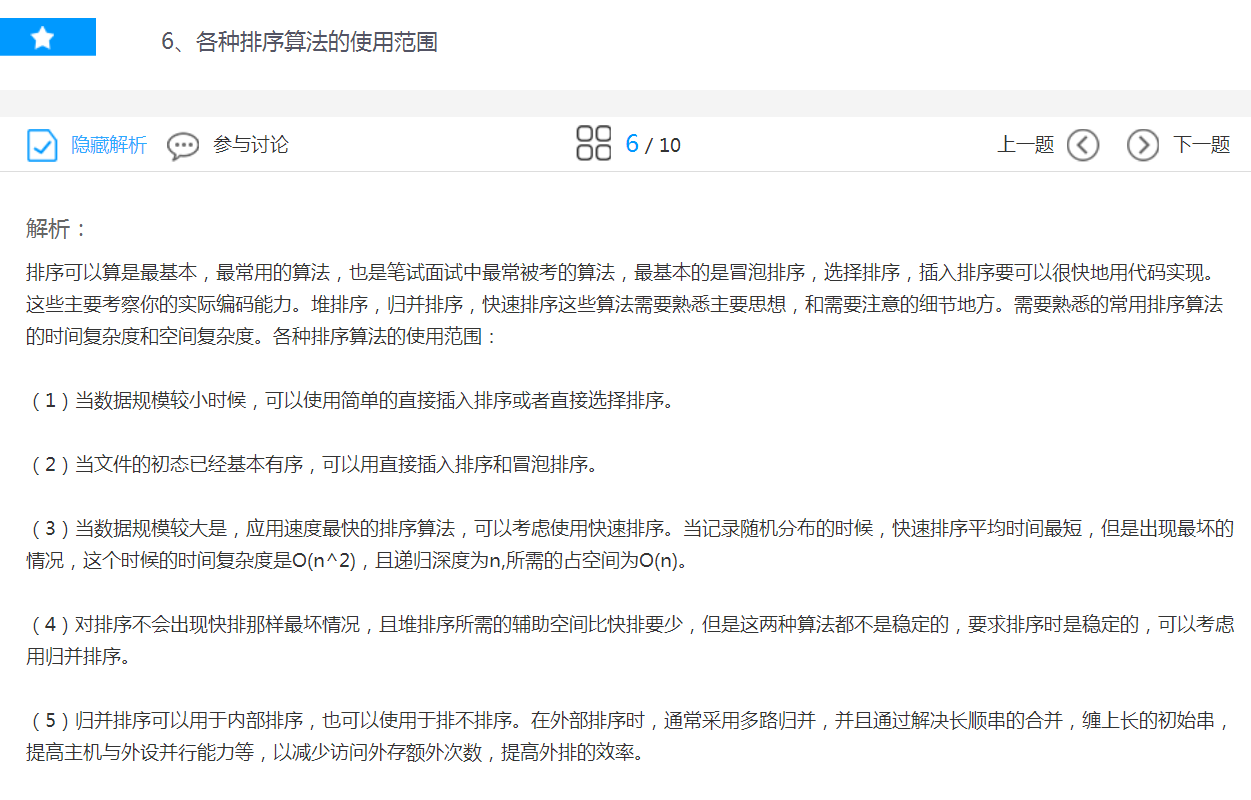 6、各种排序算法的使用范围
隐藏解析 参与讨论 6 / 10 上一题 下一题
解析：
排序可以算是最基本，最常用的算法，也是笔试面试中最常被考的算法，最基本的是冒泡排序，选择排序，插入排序要可以很快地用代码实现。
这些主要考察你的实际编码能力。堆排序，归并排序，快速排序这些算法需要熟悉主要思想，和需要注意的细节地方。需要熟悉的常用排序算法
的时间复杂度和空间复杂度。各种排序算法的使用范围：
（1）当数据规模较小时候，可以使用简单的直接插入排序或者直接选择排序。
（2）当文件的初态已经基本有序，可以用直接插入排序和冒泡排序。
（3）当数据规模较大是，应用速度最快的排序算法，可以考虑使用快速排序。当记录随机分布的时候，快速排序平均时间最短，但是出现最坏的
情况，这个时候的时间复杂度是O(n^2)，且递归深度为n,所需的占空间为O(n)。
（4）对排序不会出现快排那样最坏情况，且堆排序所需的辅助空间比快排要少，但是这两种算法都不是稳定的，要求排序时是稳定的，可以考虑
用归并排序。
（5）归并排序可以用于内部排序，也可以使用于排不排序。在外部排序时，通常采用多路归并，并且通过解决长顺串的合并，缠上长的初始串，
提高主机与外设并行能力等，以减少访问外存额外次数，提高外排的效率。